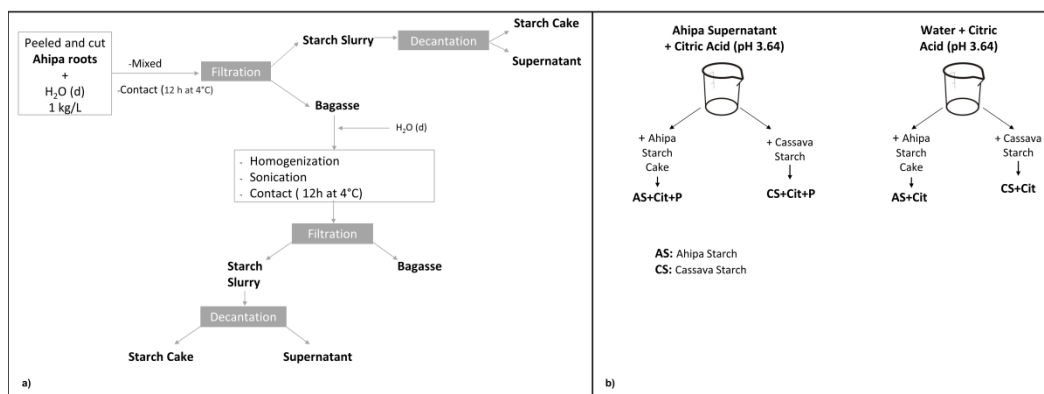 Peeled and cut
Ahipa roots
+
H₂O (d)
1 kg/L
-Mixed
-Contact (12 h at 4°C)
Filtration
Starch Slurry
Decantation
Starch Cake
Supernatant
Bagasse
H₂O (d)
- Homogenization
- Sonication
- Contact ( 12h at 4°C)
Filtration
Starch
Slurry
Bagasse
Decantation
Starch Cake
Supernatant
a)
Ahipa Supernatant
+ Citric Acid (pH 3.64)
+ Ahipa
Starch
Cake
AS+Cit+P
+ Cassava
Starch
CS+Cit+P
Water + Citric
Acid (pH 3.64)
+ Ahipa
Starch
Cake
AS+Cit
+ Cassava
Starch
CS+Cit
AS: Ahipa Starch
CS: Cassava Starch
b)